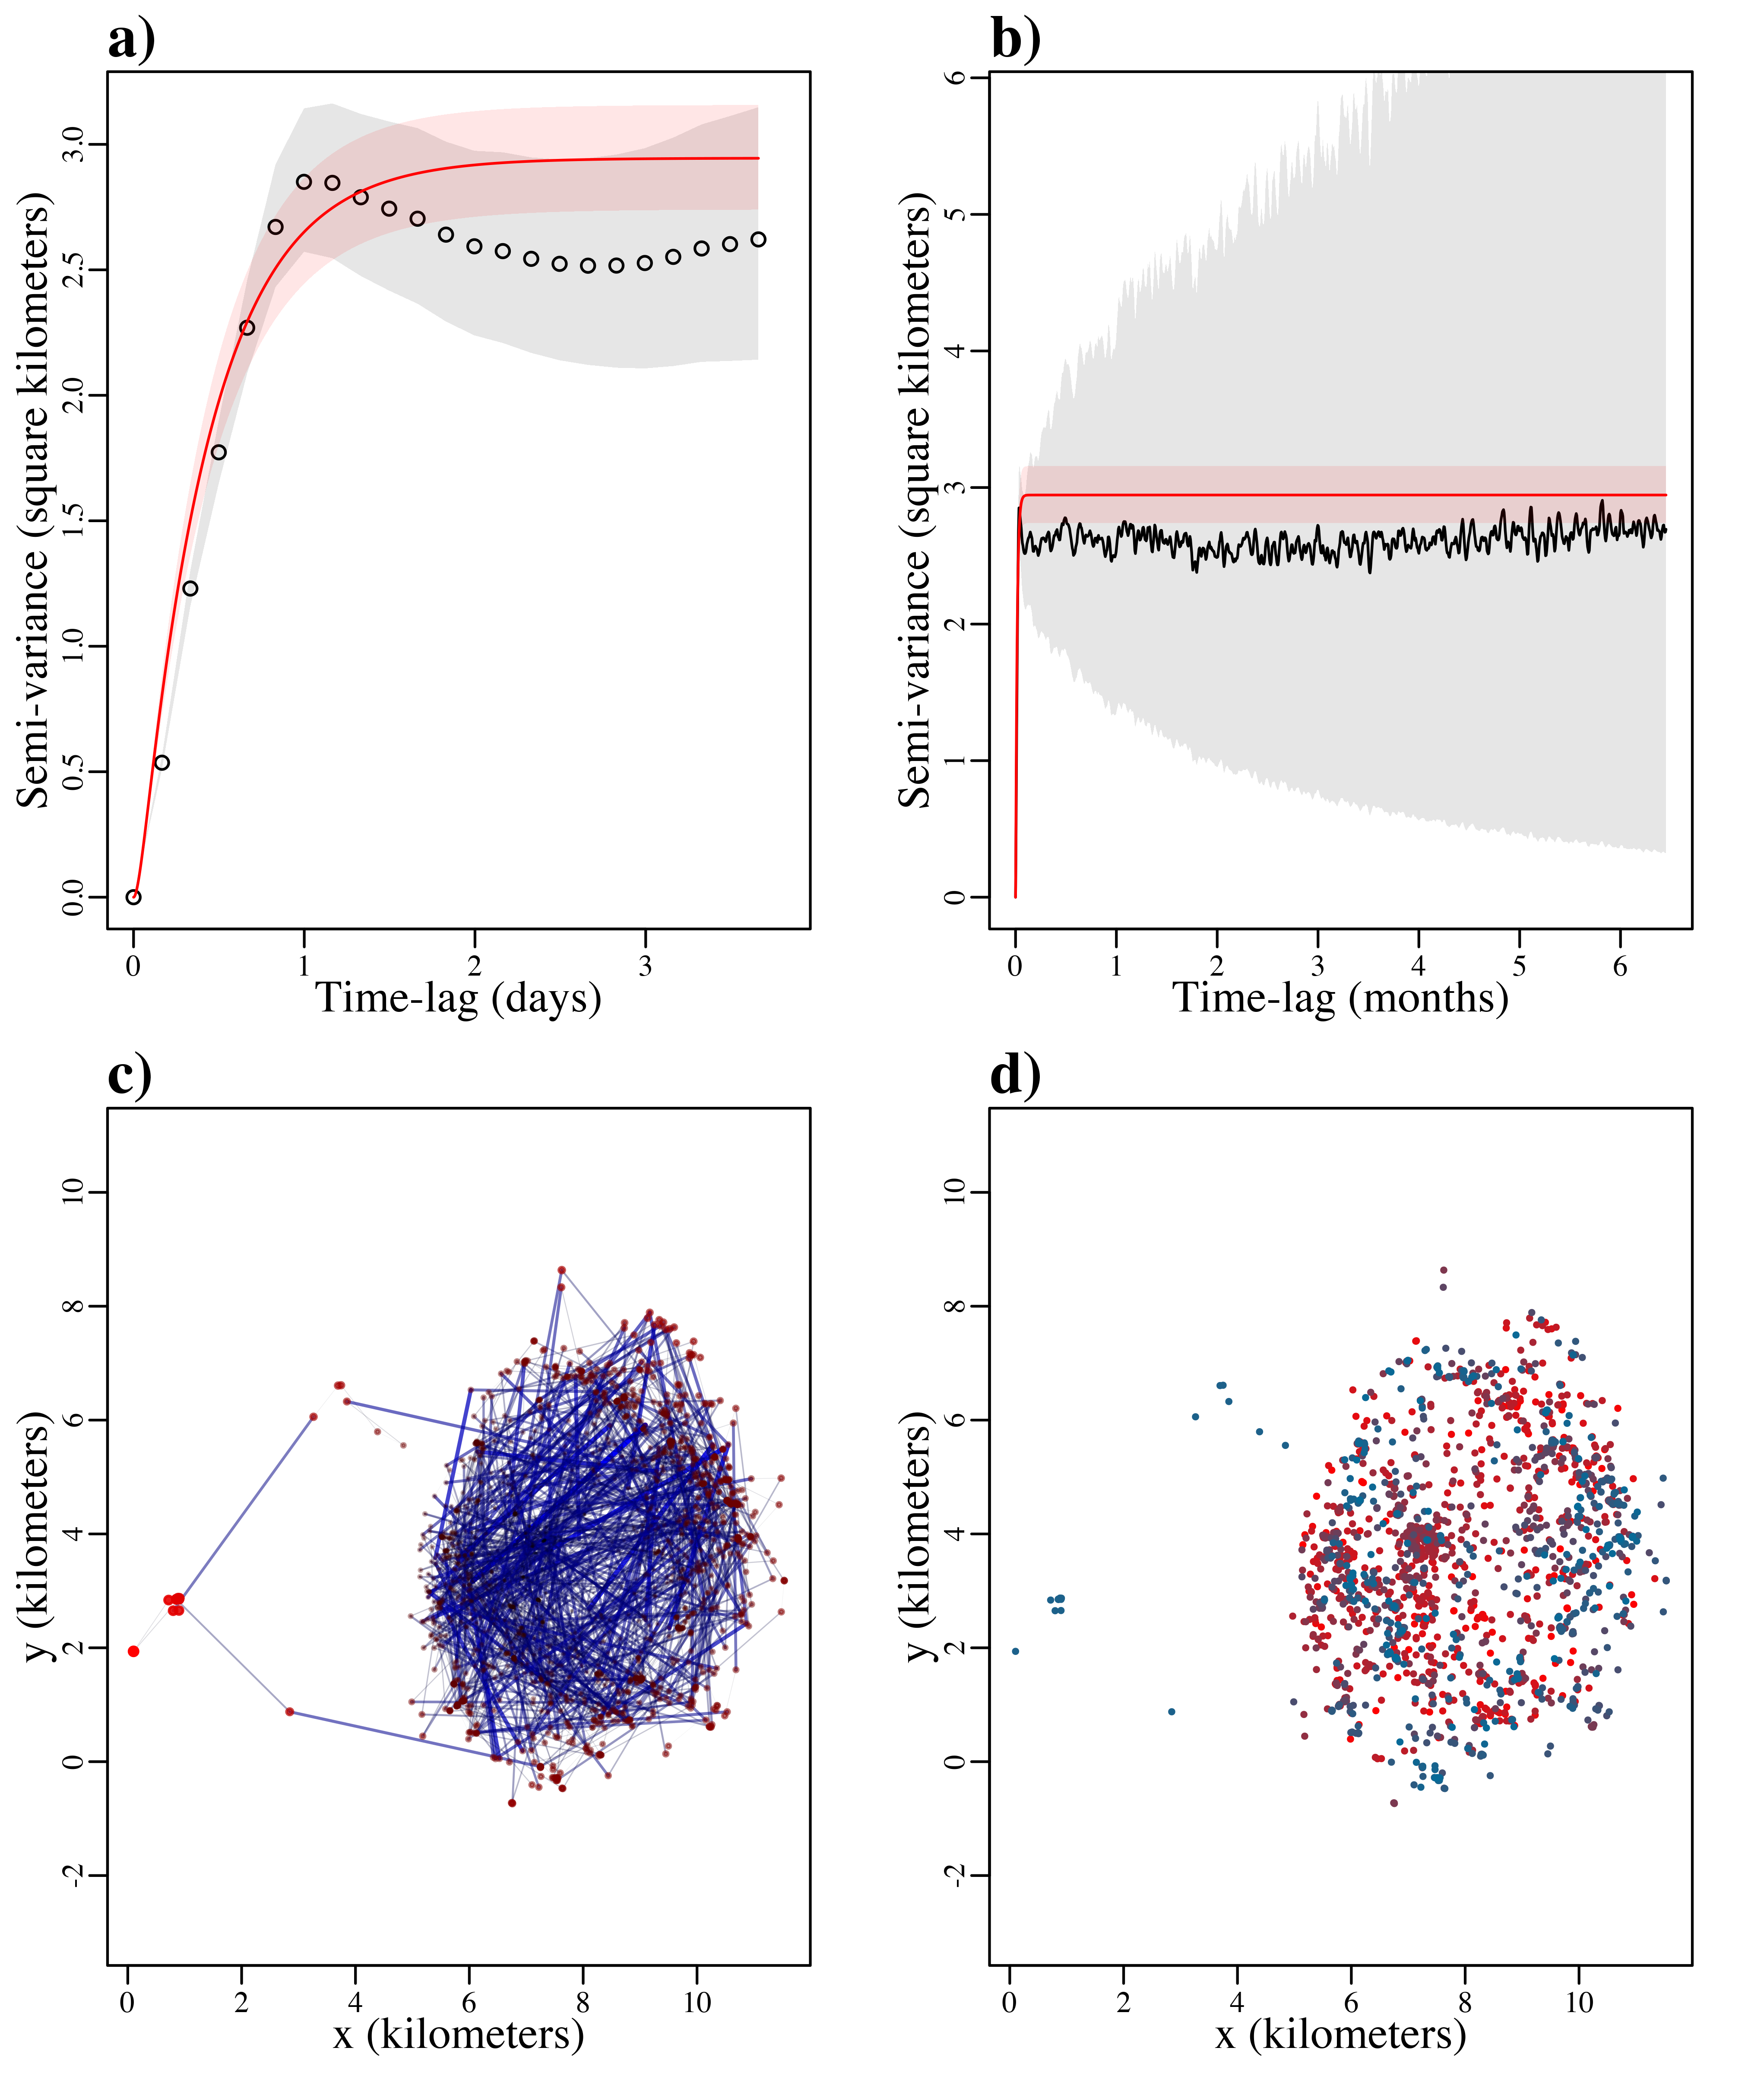 a)
Semi-variance (square kilometers)
3.0
2.5
2.0
1.5
1.0
0.5
0.0
0 1 2 3
Time-lag (days)
b)
Semi-variance (square kilometers)
6
5
4
3
2
1
0
0 1 2 3 4 5 6
Time-lag (months)
c)
y (kilometers)
10
8
6
4
2
0
-2
0 2 4 6 8 10
x (kilometers)
d)
y (kilometers)
10
8
6
4
2
0
-2
0 2 4 6 8 10
x (kilometers)